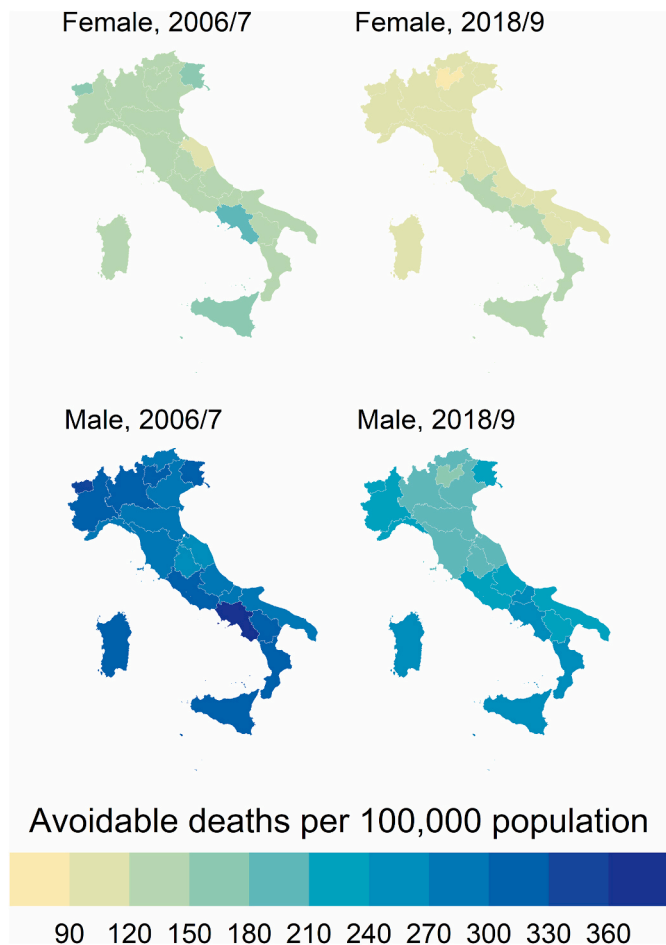 Female, 2006/7
Female, 2018/9
Male, 2006/7
Male, 2018/9
Avoidable deaths per 100,000 population
90 120 150 180 210 240 270 300 330 360